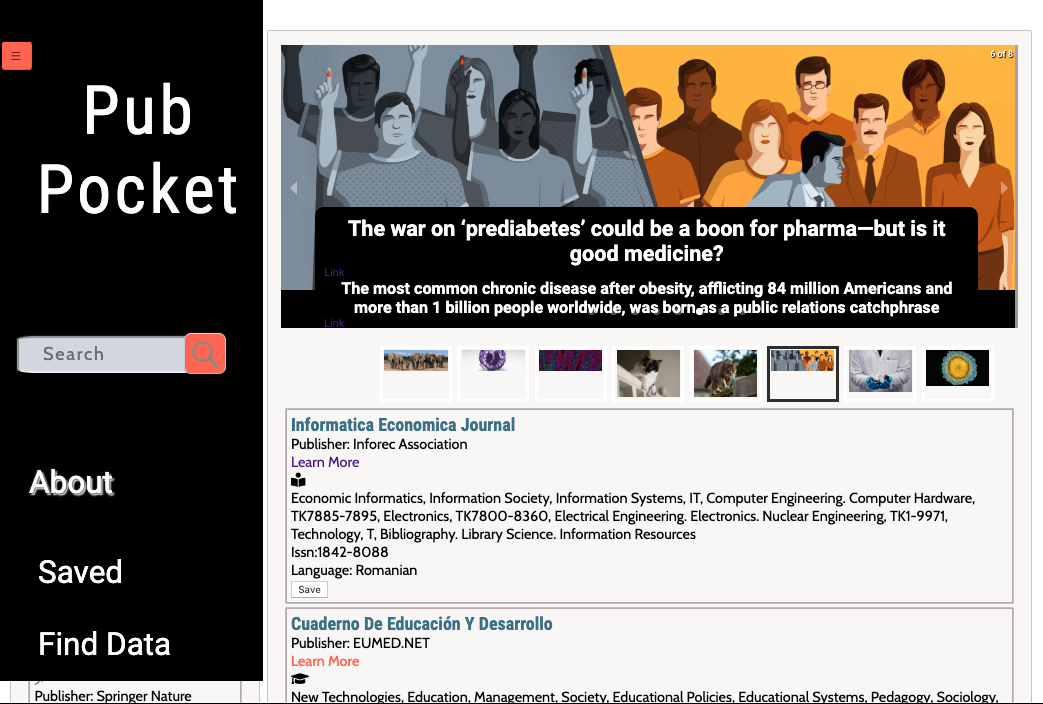 Pub
Pocket
Search
About
Saved
Find Data
Publisher: Springer Nature
6 of 8
The war on ‘prediabetes’ could be a boon for pharma—but is it
good medicine?
Link
The most common chronic disease after obesity, afflicting 84 million Americans and
more than 1 billion people worldwide, was born as a public relations catchphrase
Link
Informatica Economica Journal
Publisher: Inforec Association
Learn More
Economic Informatics, Information Society, Information Systems, IT, Computer Engineering. Computer Hardware,
TK7885-7895, Electronics, TK7800-8360, Electrical Engineering. Electronics. Nuclear Engineering, TK1-9971,
Technology, T, Bibliography. Library Science. Information Resources
Issn:1842-8088
Language: Romanian
Save
Cuaderno De Educación Y Desarrollo
Publisher: EUMED.NET
Learn More
New Technologies, Education, Management, Society, Educational Policies, Educational Systems, Pedagogy, Sociology,